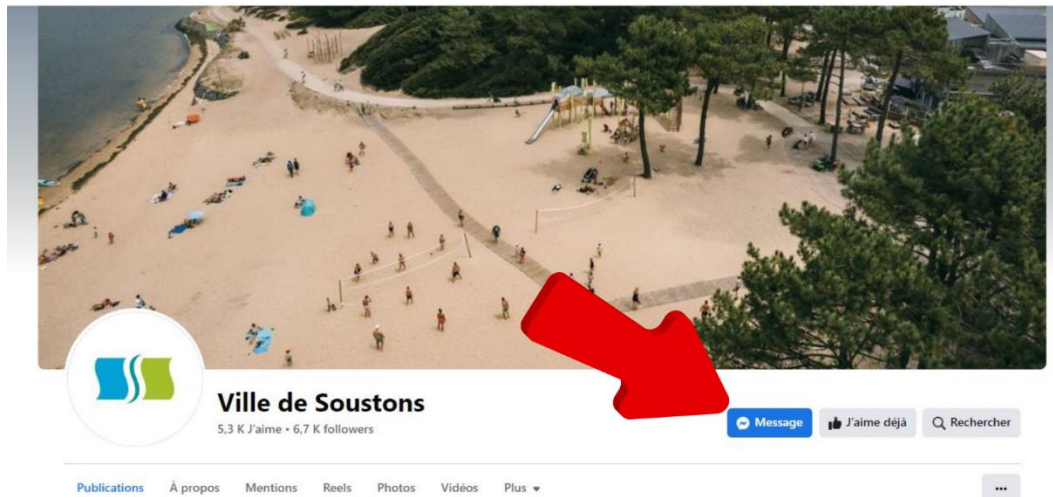 Ville de Soustons
5,3 K J'aime • 6,7 K followers
Message
J'aime déjà
Rechercher
Publications
À propos
Mentions
Reels
Photos
Vidéos
Plus